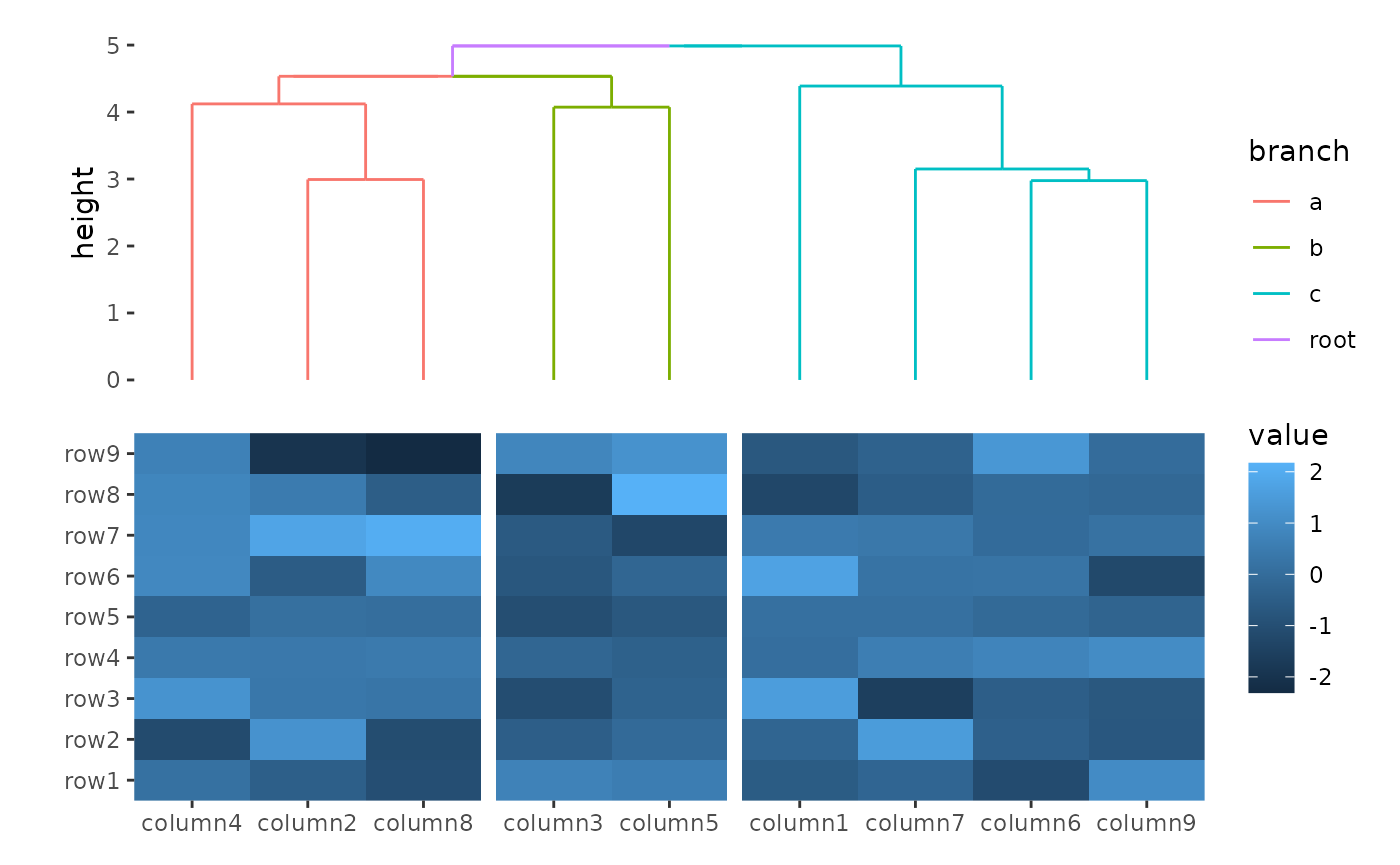 5
4
3
2
1
0
height
branch
a
b
c
root
value
2
1
0
-1
-2
row9
row8
row7
row6
row5
row4
row3
row2
row1
column4 column2 column8 column3 column5 column1 column7 column6 column9